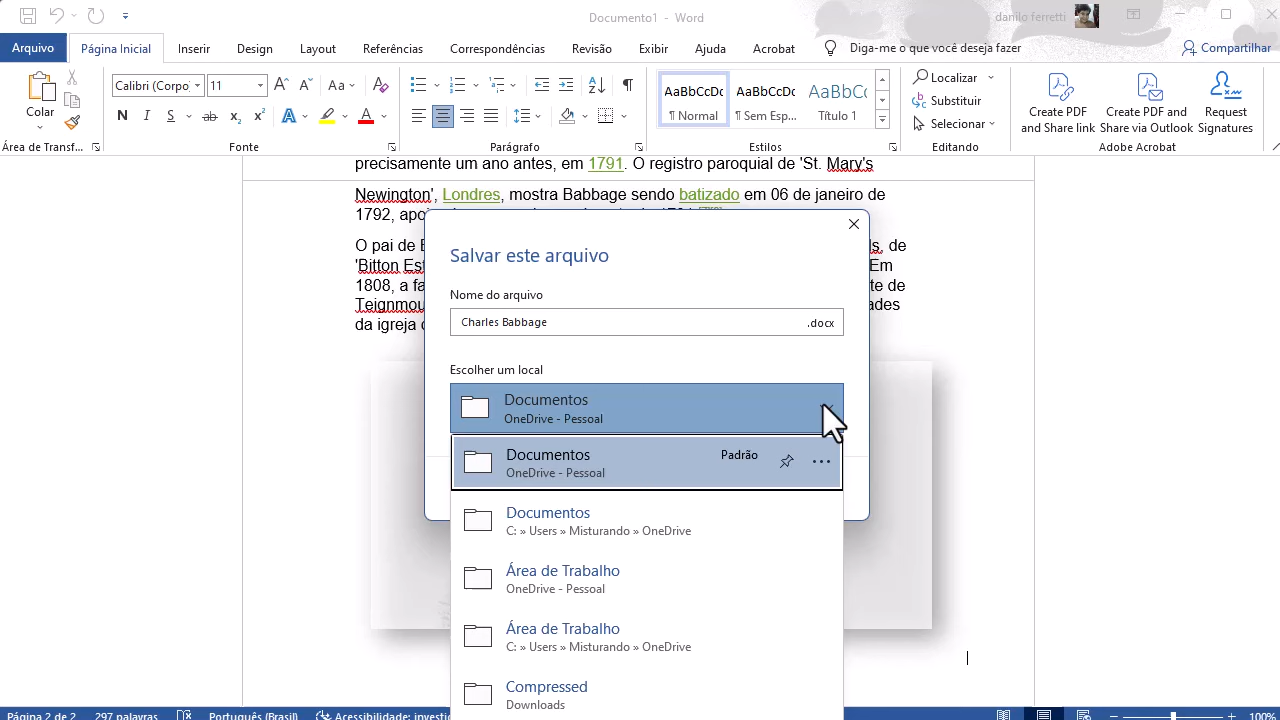 Documento1 - Word
danilo ferretti
Arquivo Página Inicial Inserir Design Layout Referências Correspondências Revisão Exibir Ajuda Acrobat Diga-me o que você deseja fazer Compartilhar
Colar
Calibri (Corpo 11
Aa
N I S ab x₂ x² A A
AaBbCcDc AaBbCcDc AaBbC
¶ Normal ¶ Sem Esp... Título 1
Localizar
Substituir
Selecionar
Create PDF and Share link
Create PDF and Share via Outlook
Request Signatures
Área de Transf... Fonte Parágrafo Estilos Editando Adobe Acrobat
precisamente um ano antes, em 1791. O registro paroquial de 'St. Mary's
Newington', Londres, mostra Babbage sendo batizado em 06 de janeiro de
1792,
O pai de de
'Bitton Em
1808, a de
da igreja
Salvar este arquivo
Nome do arquivo
Charles Babbage .docx
Escolher um local
Documentos
OneDrive - Pessoal
Documentos Padrão
OneDrive - Pessoal
Documentos
C: » Users » Misturando » OneDrive
Área de Trabalho
OneDrive - Pessoal
Área de Trabalho
C: » Users » Misturando » OneDrive
Compressed
Downloads
Página 2 de 2 297 palavras Português (Brasil) Acessibilidade: 100%